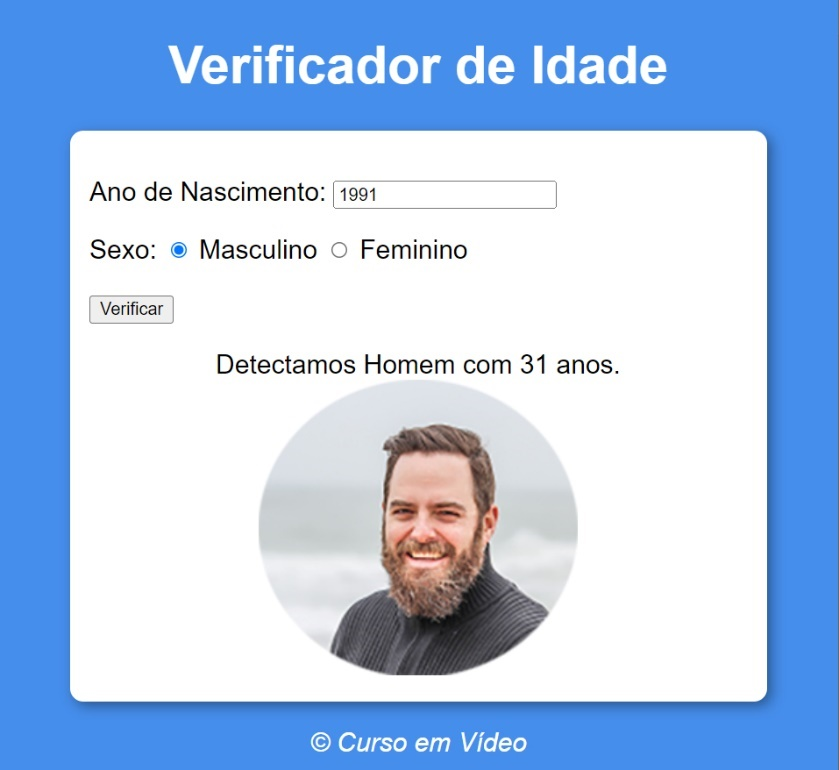 Verificador de Idade
Ano de Nascimento: 1991
Sexo: Masculino Feminino
Verificar
Detectamos Homem com 31 anos.
© Curso em Vídeo